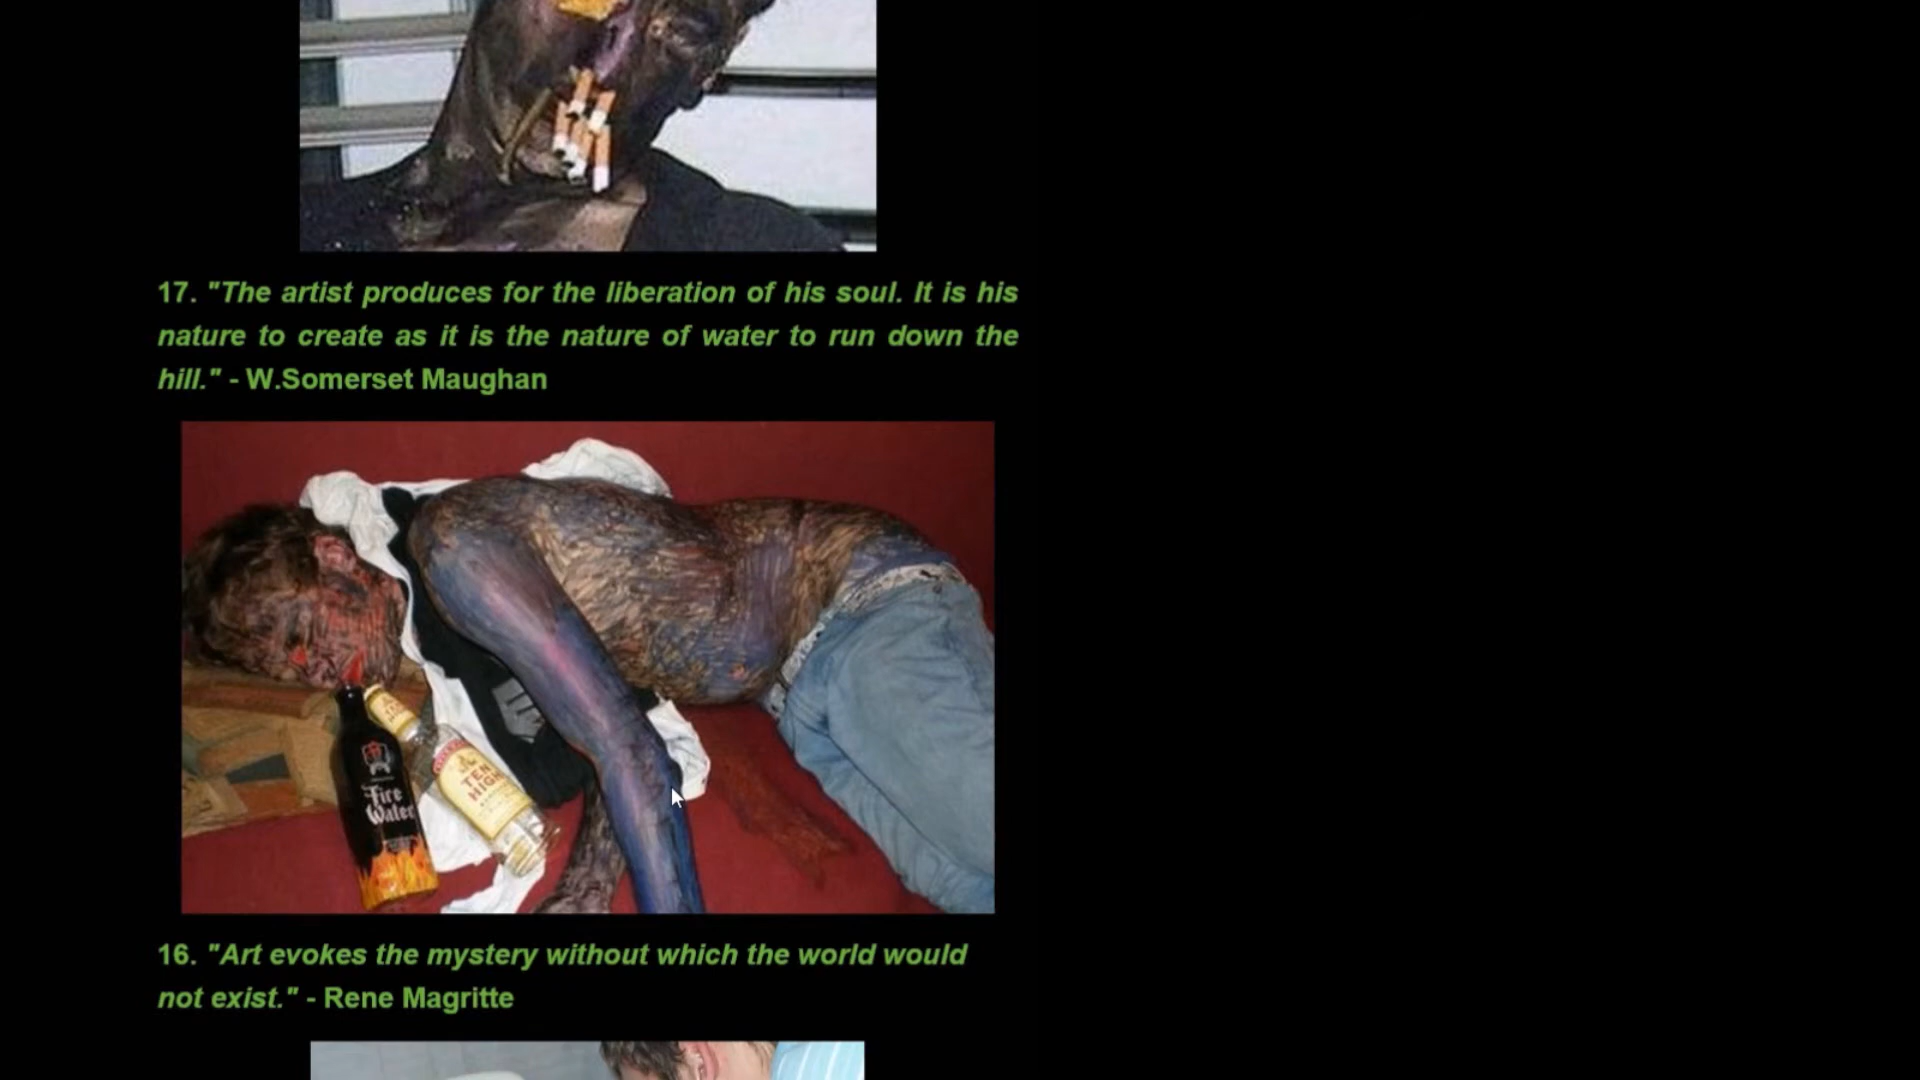 17. "The artist produces for the liberation of his soul. It is his
nature to create as it is the nature of water to run down the
hill." - W.Somerset Maughan
Fire
Water
TEN
HIGH
16. "Art evokes the mystery without which the world would
not exist." - Rene Magritte